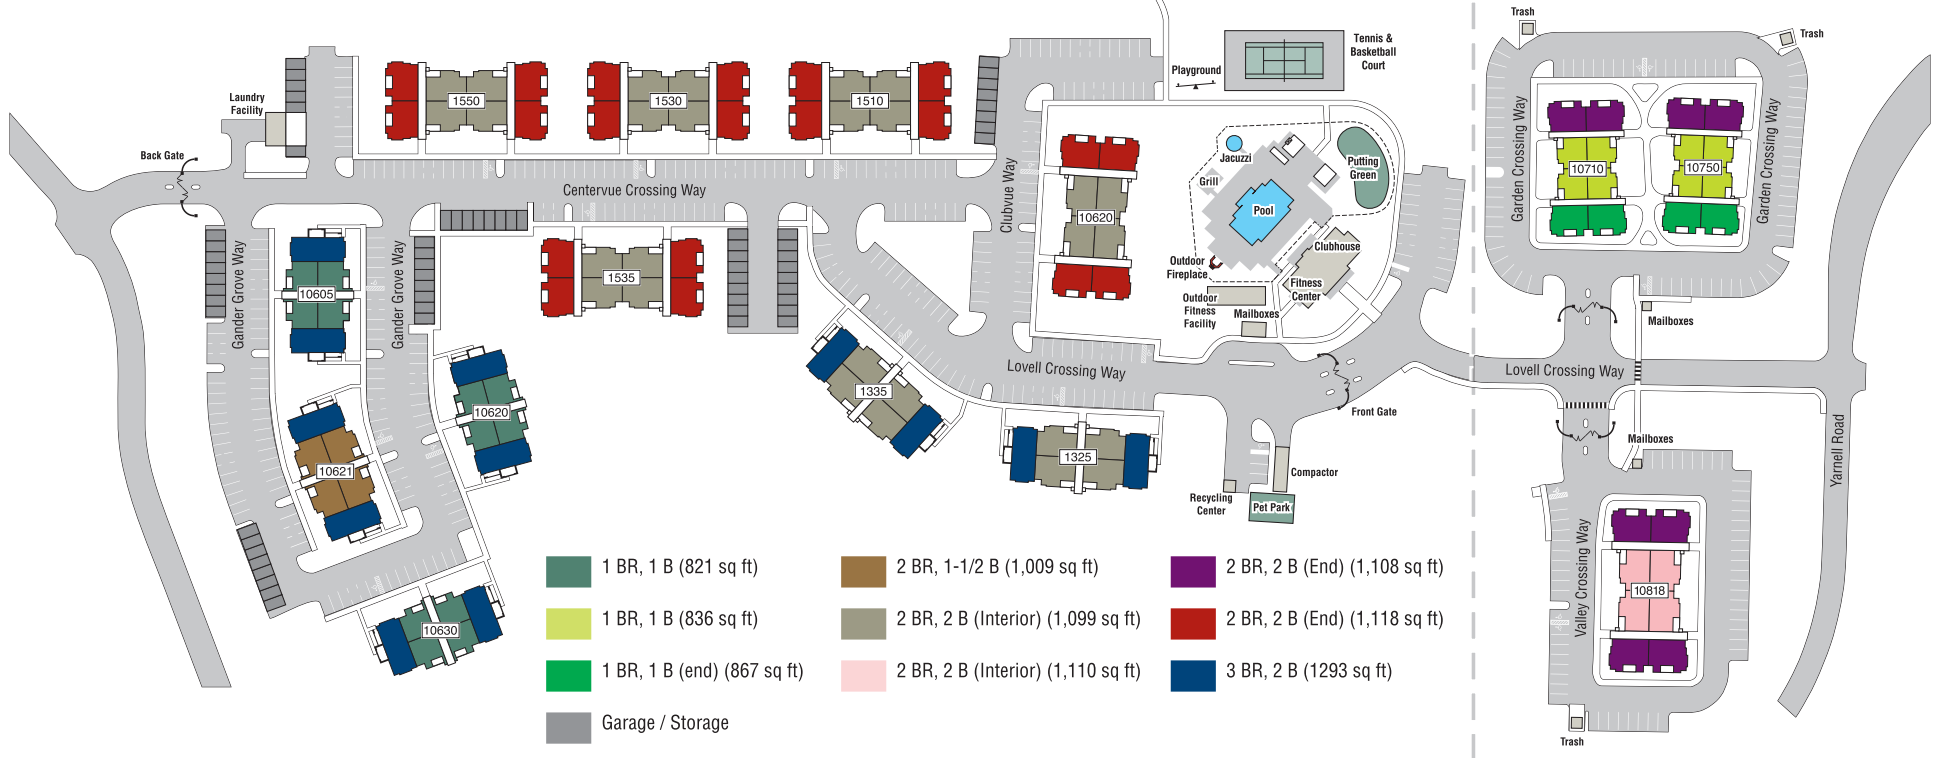 Trash
Trash
Tennis &
Basketball
Court
Playground
Laundry
Facility
1550
1530
1510
Back Gate
Centervue Crossing Way
Clubvue Way
10620
Jacuzzi
Grill
Putting
Green
Pool
Clubhouse
Outdoor
Fireplace
Fitness
Center
Outdoor
Fitness
Facility
Mailboxes
Garden Crossing Way
10710
10750
Garden Crossing Way
Mailboxes
Gander Grove Way
10605
Gander Grove Way
1535
Lovell Crossing Way
Lovell Crossing Way
1335
10620
Front Gate
Yarnell Road
Mailboxes
10621
1325
Compactor
Recycling
Center
Pet Park
Valley Crossing Way
10818
10630
Trash
1 BR, 1 B (821 sq ft)
1 BR, 1 B (836 sq ft)
1 BR, 1 B (end) (867 sq ft)
Garage / Storage
2 BR, 1-1/2 B (1,009 sq ft)
2 BR, 2 B (Interior) (1,099 sq ft)
2 BR, 2 B (Interior) (1,110 sq ft)
2 BR, 2 B (End) (1,108 sq ft)
2 BR, 2 B (End) (1,118 sq ft)
3 BR, 2 B (1293 sq ft)